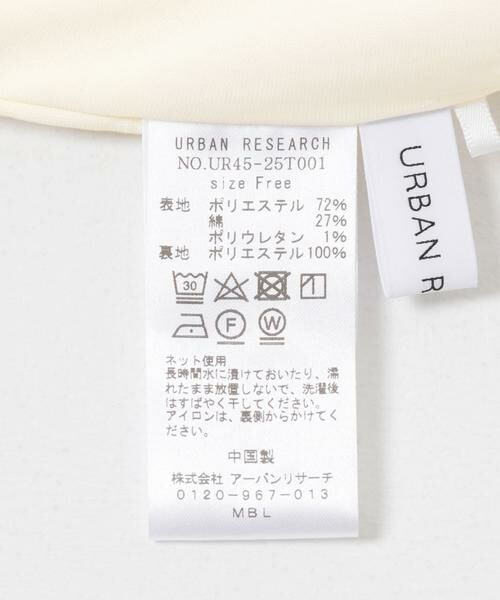 URBAN RESEARCH
NO.UR45-25T001
size Free
表地 ポリエステル 72%
綿 27%
ポリウレタン 1%
裏地 ポリエステル100%
30
F W
ネット使用
長時間水に漬けておいたり、濡
れたまま放置しないで、洗濯後
はすばやく干してください。
アイロンは、裏側からかけてく
ださい。
中国製
株式会社 アーバンリサーチ
0120-967-013
MBL
URBAN R